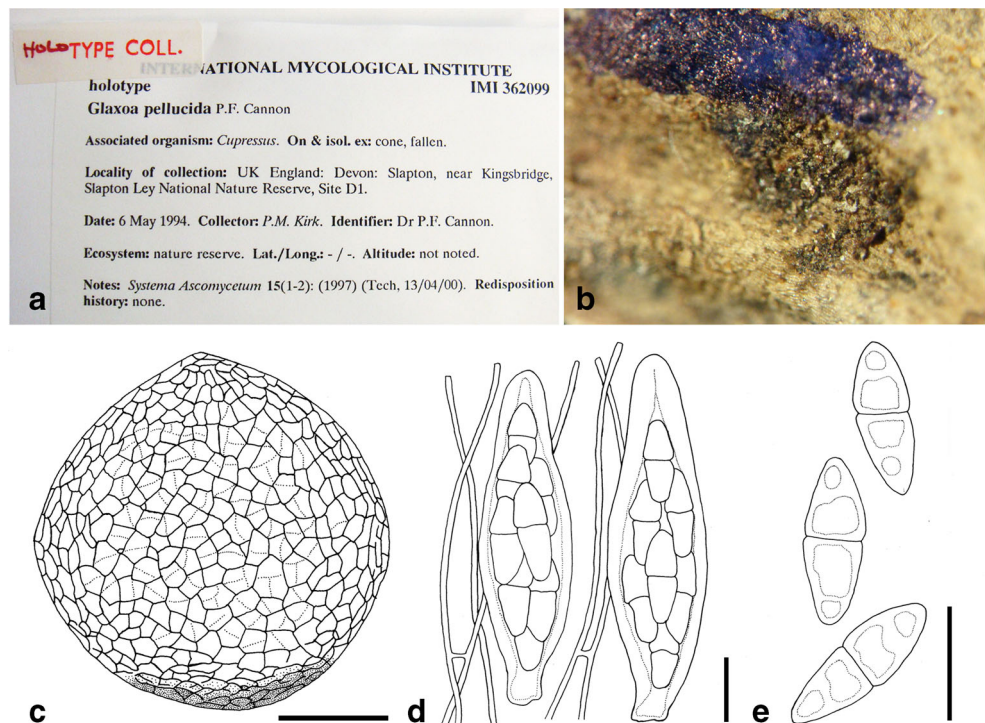 HOLOTYPE COLL.
INTERNATIONAL MYCOLOGICAL INSTITUTE
holotype IMI 362099
Glaxoa pellucida P.F. Cannon
Associated organism: Cupressus. On & isol. ex: cone, fallen.
Locality of collection: UK England: Devon: Slapton, near Kingsbridge,
Slapton Ley National Nature Reserve, Site D1.
Date: 6 May 1994. Collector: P.M. Kirk. Identifier: Dr P.F. Cannon.
Ecosystem: nature reserve. Lat./Long.: - / -. Altitude: not noted.
Notes: Systema Ascomycetum 15(1-2): (1997) (Tech, 13/04/00). Redisposition
history: none.
a
b
c
d
e